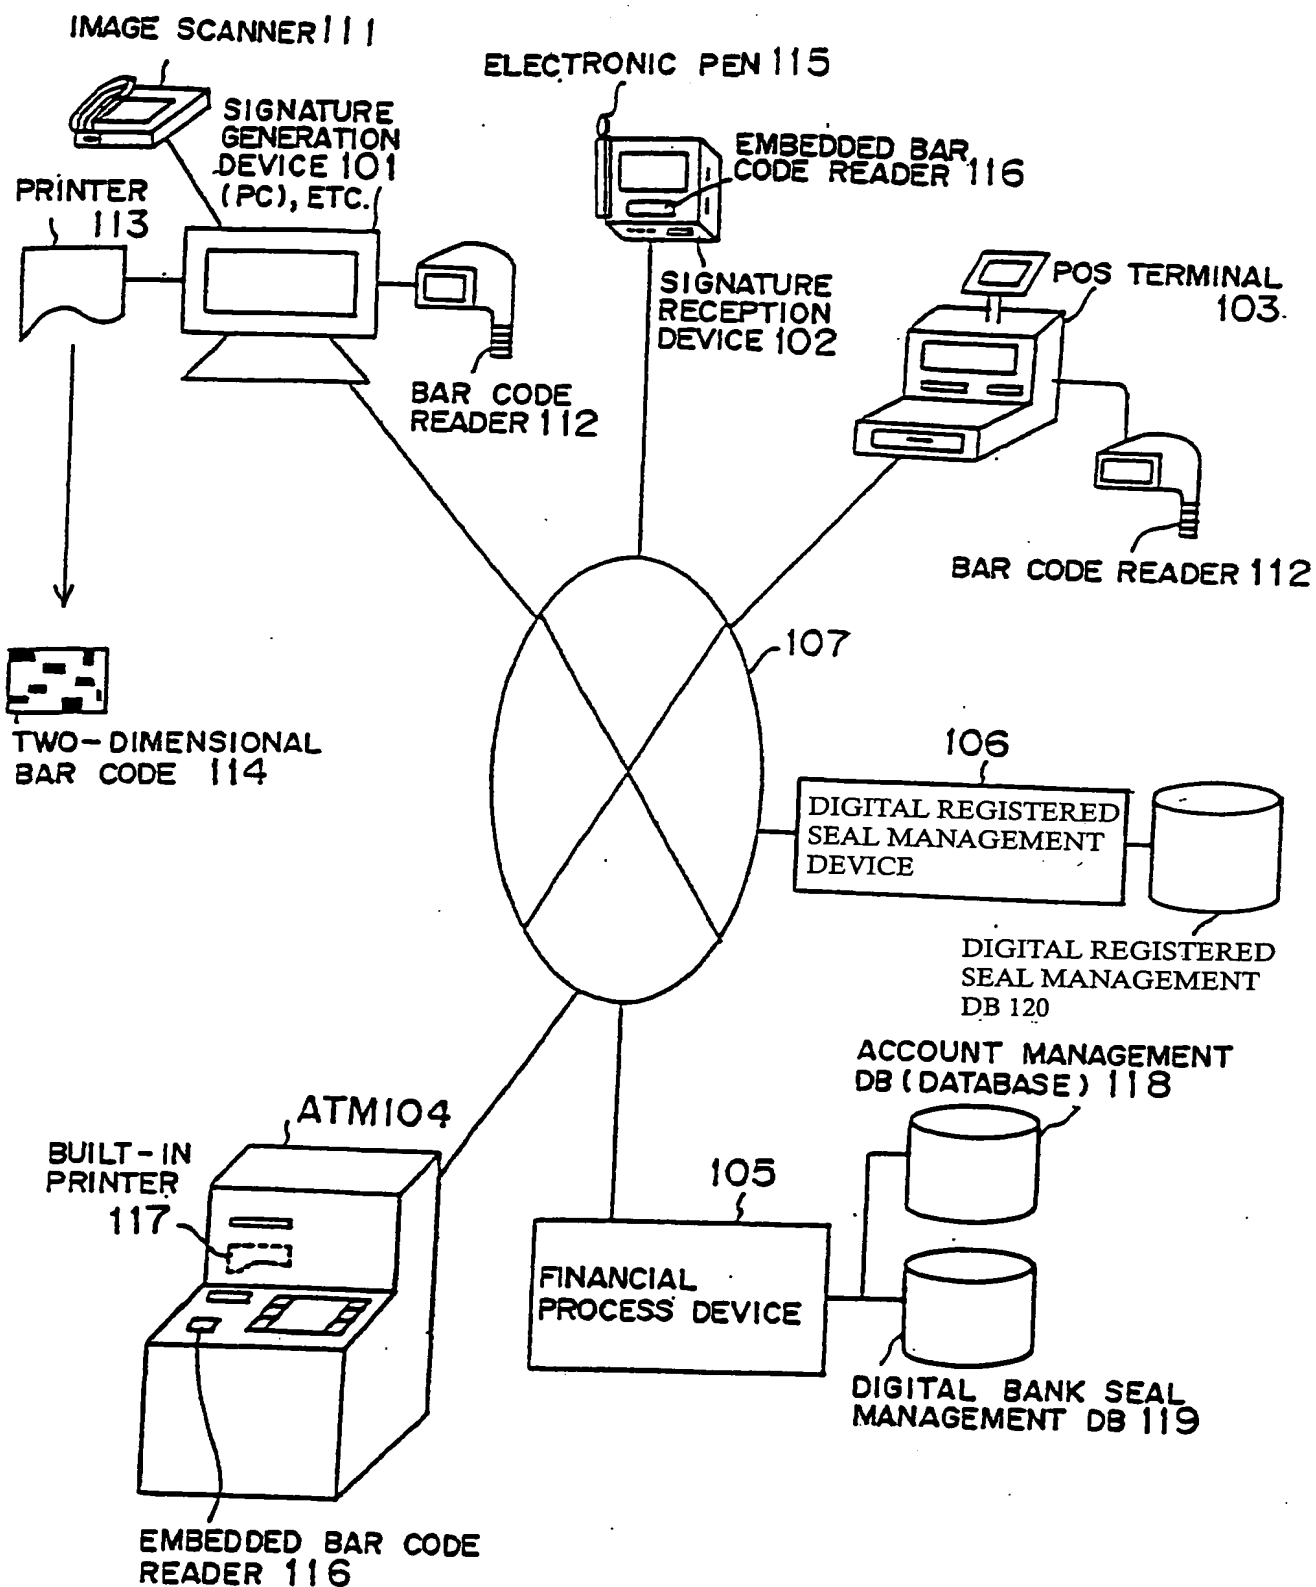 IMAGE SCANNER 111
SIGNATURE
GENERATION
DEVICE 101
(PC), ETC.
PRINTER
113
BAR CODE
READER 112
TWO-DIMENSIONAL
BAR CODE 114
ELECTRONIC PEN 115
EMBEDDED BAR
CODE READER 116
SIGNATURE
RECEPTION
DEVICE 102
POS TERMINAL
103
BAR CODE READER 112
107
106
DIGITAL REGISTERED
SEAL MANAGEMENT
DEVICE
DIGITAL REGISTERED
SEAL MANAGEMENT
DB 120
ACCOUNT MANAGEMENT
DB (DATABASE) 118
105
FINANCIAL
PROCESS DEVICE
DIGITAL BANK SEAL
MANAGEMENT DB 119
ATM 104
BUILT-IN
PRINTER
117
EMBEDDED BAR CODE
READER 116